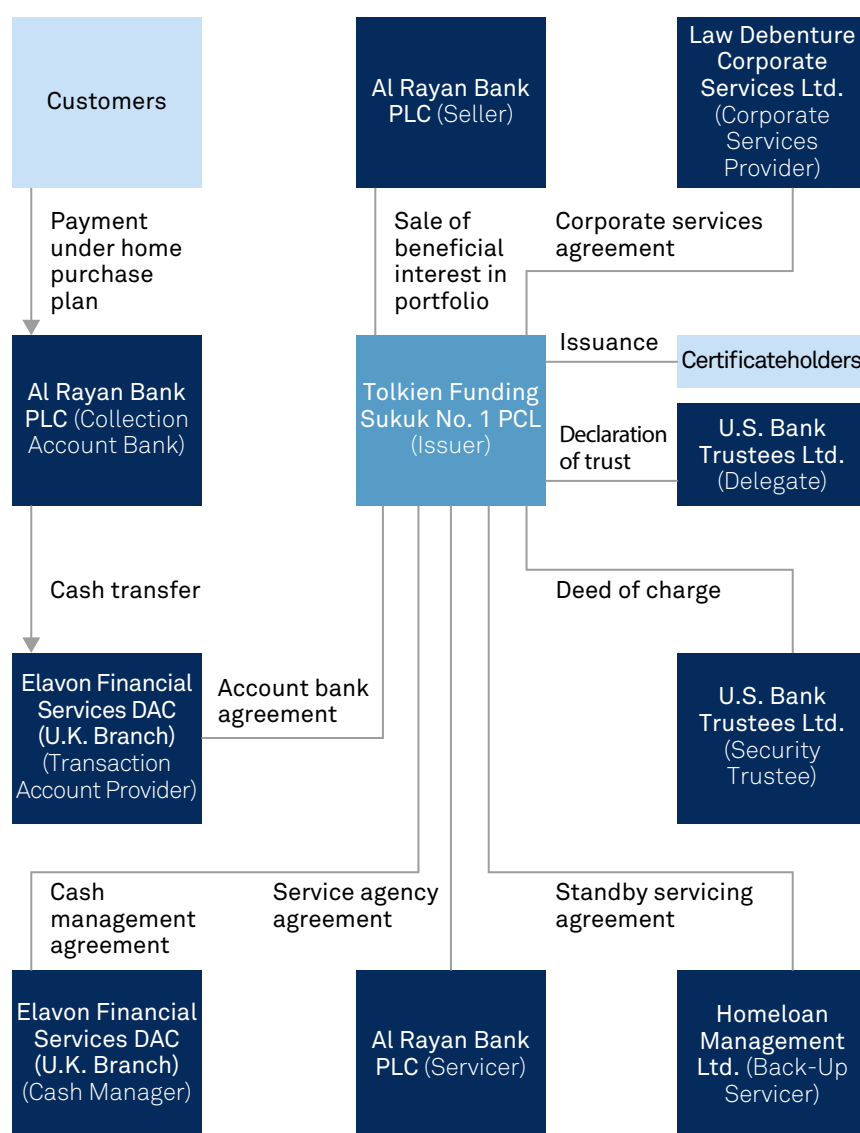 Customers
Al Rayan Bank
PLC (Seller)
Law Debenture
Corporate
Services Ltd.
(Corporate
Services
Provider)
Payment
under home
purchase
plan
Sale of
beneficial
interest in
portfolio
Corporate services
agreement
Al Rayan Bank
PLC (Collection
Account Bank)
Tolkien Funding
Sukuk No. 1 PCL
(Issuer)
Issuance
Certificateholders
Declaration
of trust
U.S. Bank
Trustees Ltd.
(Delegate)
Cash transfer
Deed of charge
Elavon Financial
Services DAC
(U.K. Branch)
(Transaction
Account Provider)
Account bank
agreement
U.S. Bank
Trustees Ltd.
(Security
Trustee)
Cash
management
agreement
Service agency
agreement
Standby servicing
agreement
Elavon Financial
Services DAC
(U.K. Branch)
(Cash Manager)
Al Rayan Bank
PLC (Servicer)
Homeloan
Management
Ltd. (Back-Up
Servicer)